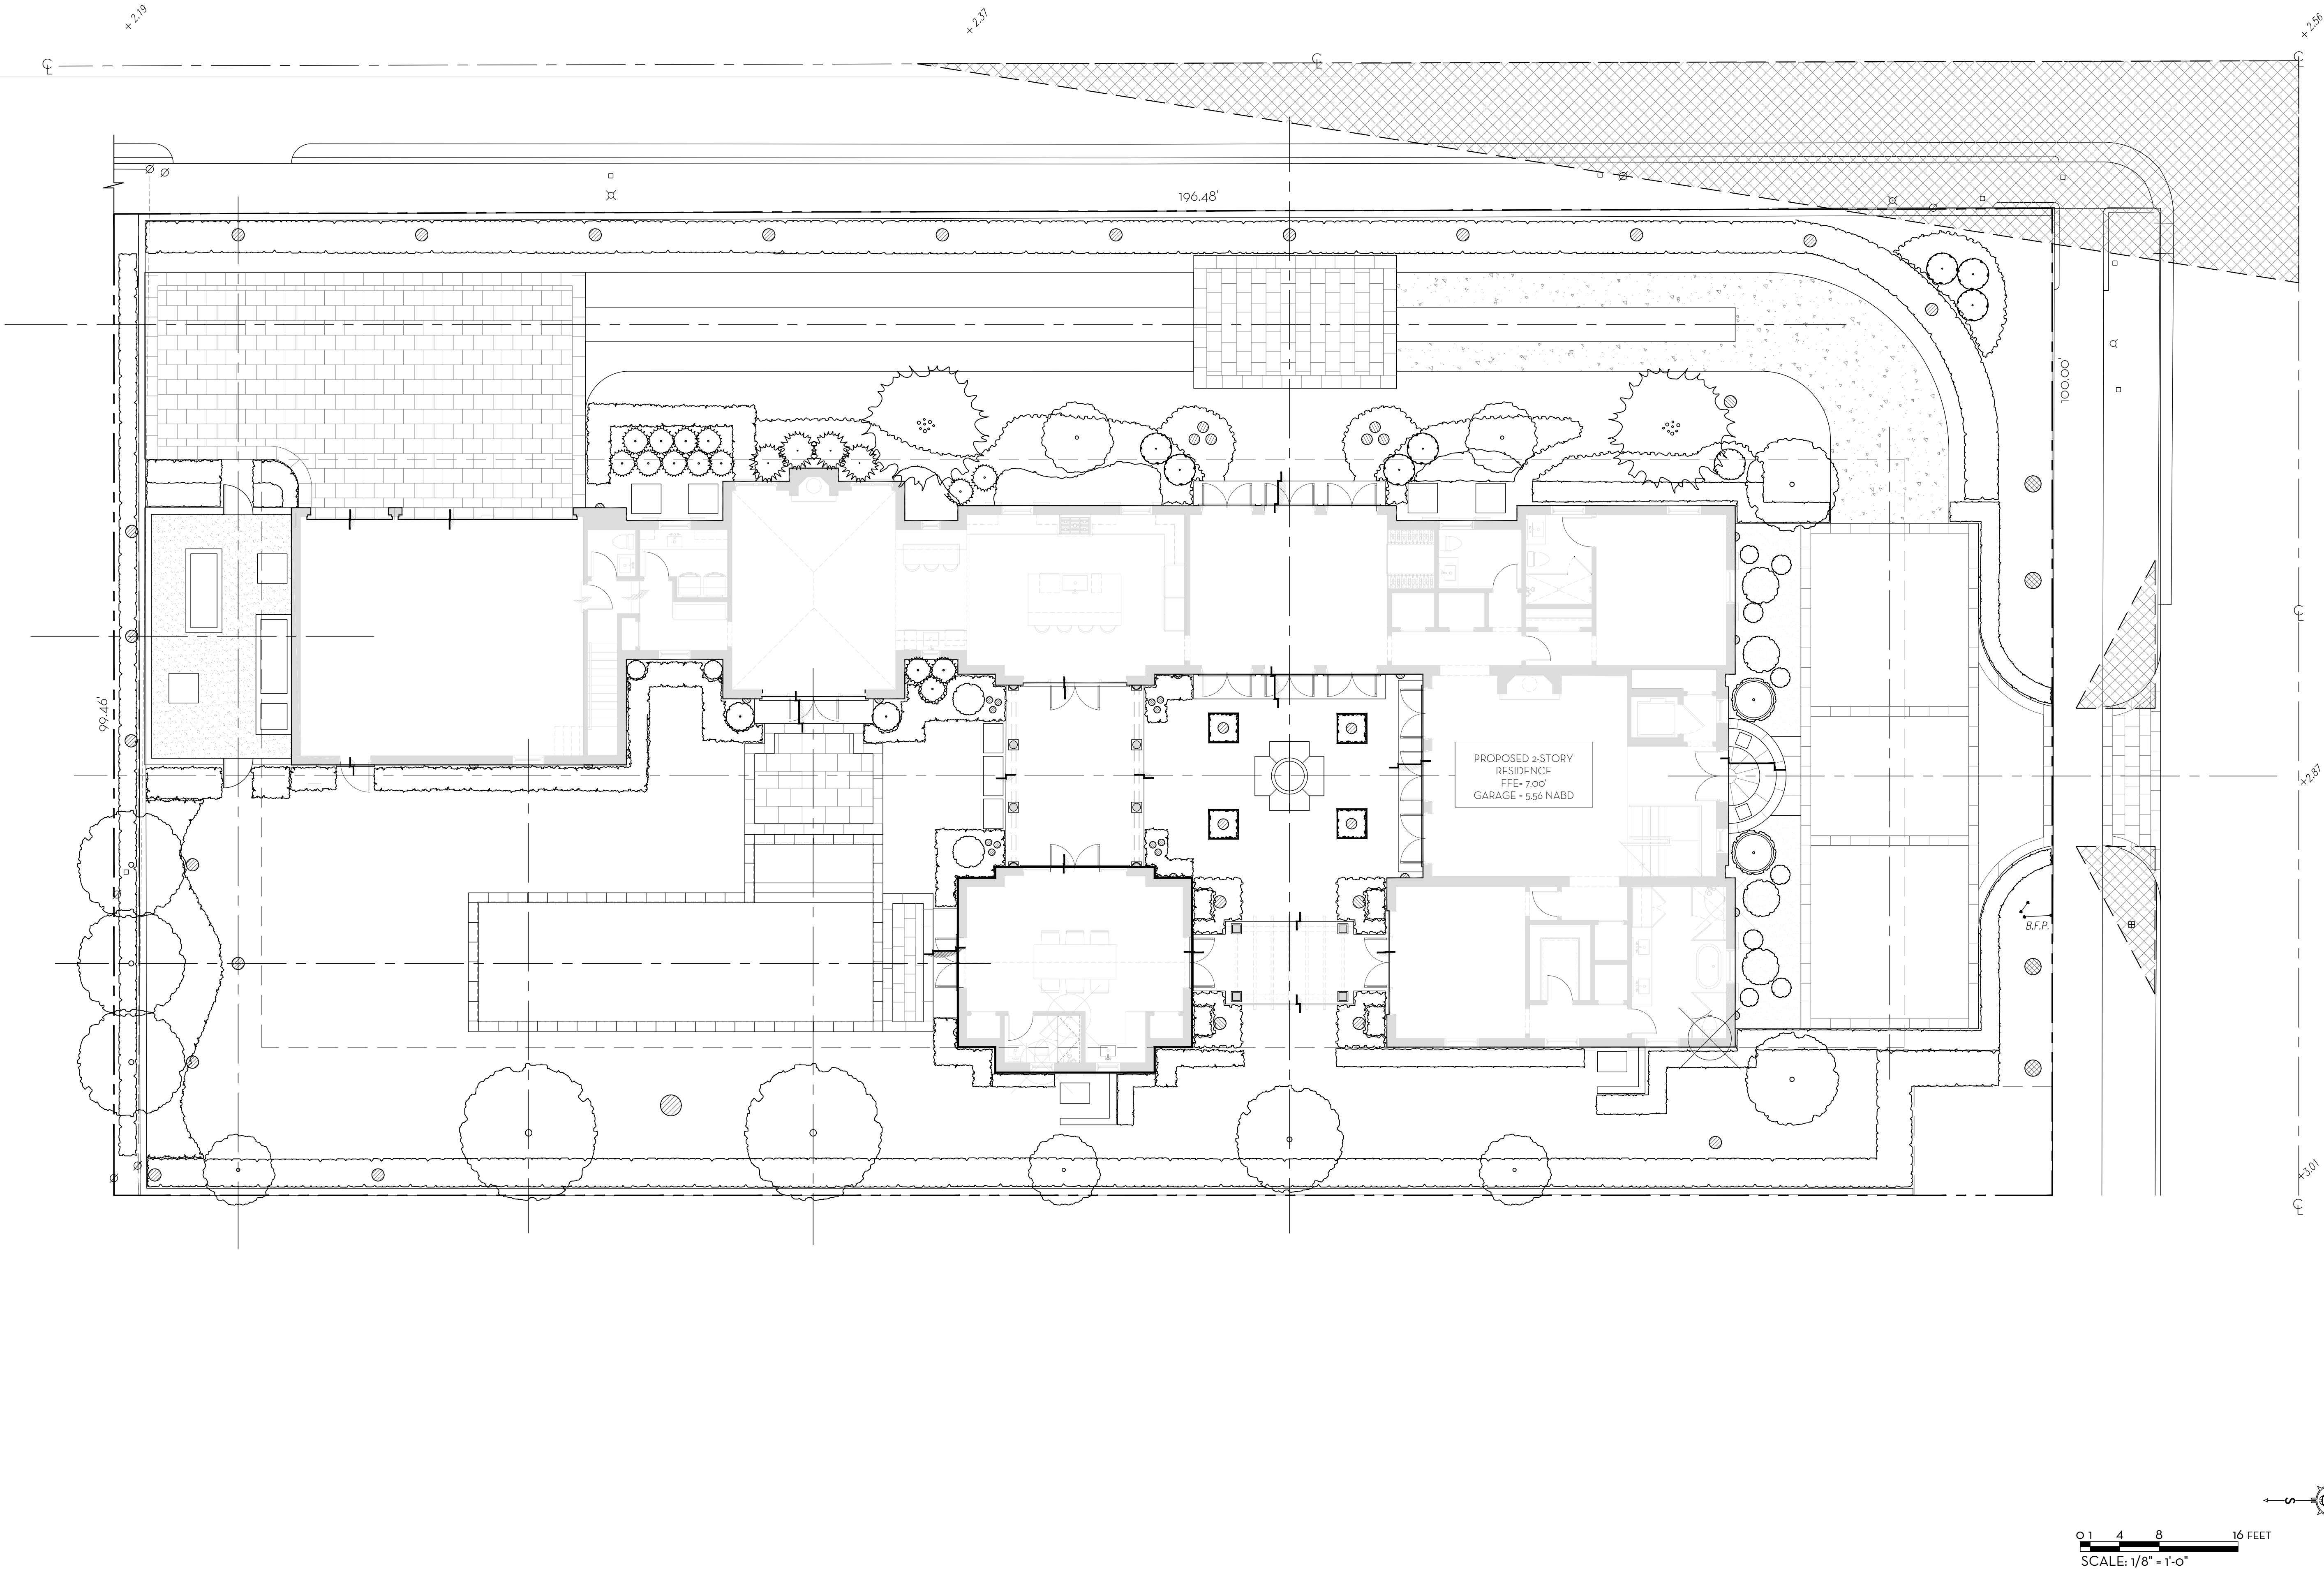 + 2.19
+ 2.37
+ 2.56
℄
℄
℄
196.48'
100.00'
℄
99.46'
PROPOSED 2-STORY
RESIDENCE
FFE= 7.00'
GARAGE = 5.56 NABD
+2.87
B.F.P.
+3.01
℄
S
0 1 4 8 16 FEET
SCALE: 1/8" = 1'-0"